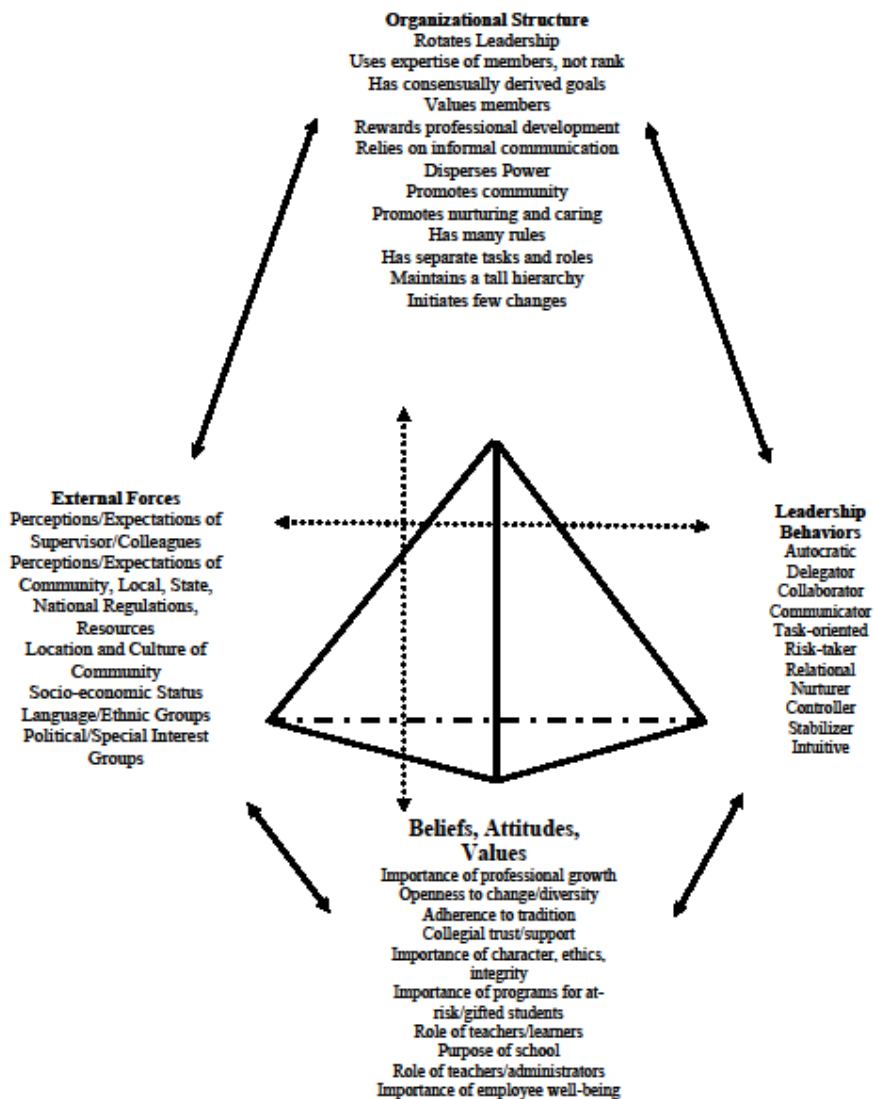 Organizational Structure
Rotates Leadership
Uses expertise of members, not rank
Has consensually derived goals
Values members
Rewards professional development
Relies on informal communication
Disperses Power
Promotes community
Promotes nurturing and caring
Has many rules
Has separate tasks and roles
Maintains a tall hierarchy
Initiates few changes
External Forces
Perceptions/Expectations of
Supervisor/Colleagues
Perceptions/Expectations of
Community, Local, State,
National Regulations,
Resources
Location and Culture of
Community
Socio-economic Status
Language/Ethnic Groups
Political/Special Interest
Groups
Leadership
Behaviors
Autocratic
Delegator
Collaborator
Communicator
Task-oriented
Risk-taker
Relational
Nurturer
Controller
Stabilizer
Intuitive
Beliefs, Attitudes,
Values
Importance of professional growth
Openness to change/diversity
Adherence to tradition
Collegial trust/support
Importance of character, ethics,
integrity
Importance of programs for at-
risk/gifted students
Role of teachers/learners
Purpose of school
Role of teachers/administrators
Importance of employee well-being